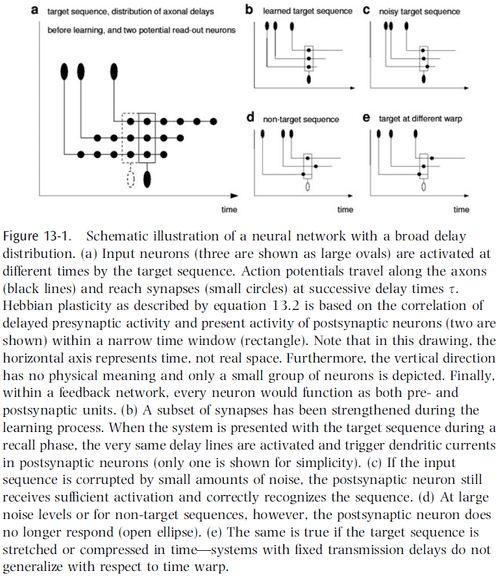 a target sequence, distribution of axonal delays
before learning, and two potential read-out neurons
b learned target sequence
c noisy target sequence
d non-target sequence
e target at different warp
time
time
time
Figure 13-1. Schematic illustration of a neural network with a broad delay
distribution. (a) Input neurons (three are shown as large ovals) are activated at
different times by the target sequence. Action potentials travel along the axons
(black lines) and reach synapses (small circles) at successive delay times τ.
Hebbian plasticity as described by equation 13.2 is based on the correlation of
delayed presynaptic activity and present activity of postsynaptic neurons (two are
shown) within a narrow time window (rectangle). Note that in this drawing, the
horizontal axis represents time, not real space. Furthermore, the vertical direction
has no physical meaning and only a small group of neurons is depicted. Finally,
within a feedback network, every neuron would function as both pre- and
postsynaptic units. (b) A subset of synapses has been strengthened during the
learning process. When the system is presented with the target sequence during a
recall phase, the very same delay lines are activated and trigger dendritic currents
in postsynaptic neurons (only one is shown for simplicity). (c) If the input
sequence is corrupted by small amounts of noise, the postsynaptic neuron still
receives sufficient activation and correctly recognizes the sequence. (d) At large
noise levels or for non-target sequences, however, the postsynaptic neuron does
no longer respond (open ellipse). (e) The same is true if the target sequence is
stretched or compressed in time—systems with fixed transmission delays do not
generalize with respect to time warp.